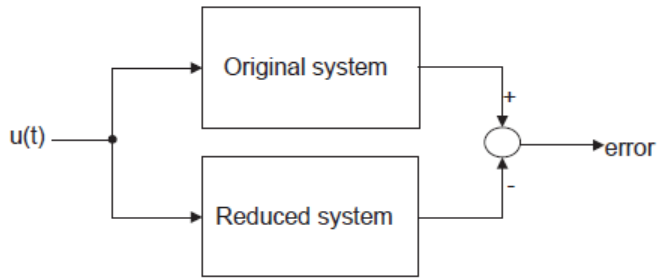 Original system
+
u(t)
error
-
Reduced system